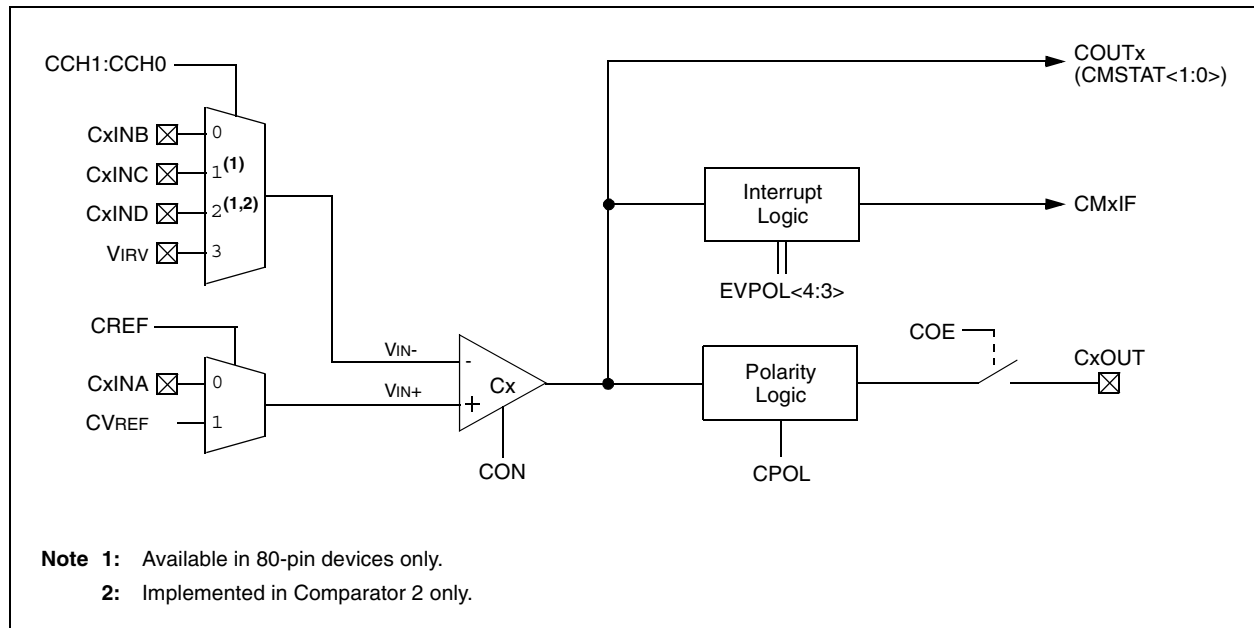 CCH1:CCH0
CxINB
0
CxINC
1(1)
CxIND
2(1,2)
VIRV
3
CREF
CxINA
0
CVREF
1
VIN-
VIN+
-
+
Cx
CON
COUTx
(CMSTAT<1:0>)
Interrupt
Logic
CMxIF
EVPOL<4:3>
COE
CxOUT
Polarity
Logic
CPOL
Note 1: Available in 80-pin devices only.
2: Implemented in Comparator 2 only.